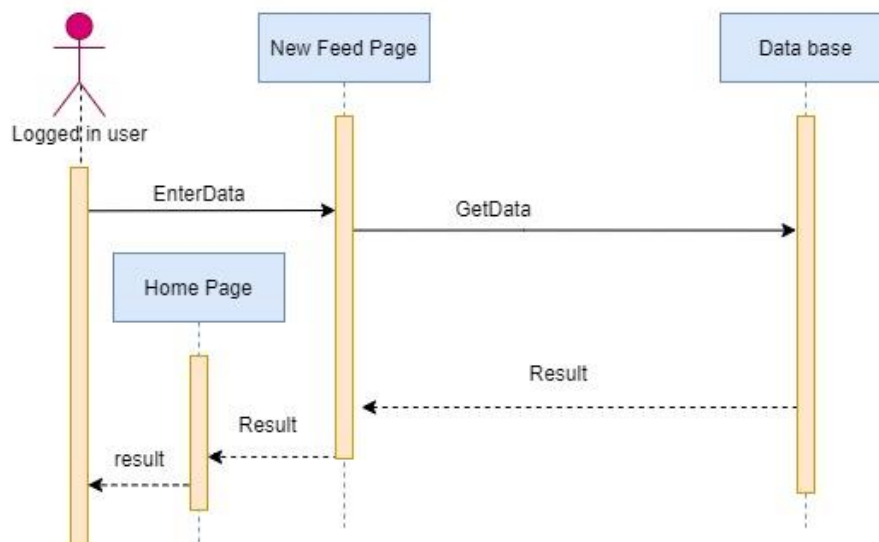 New Feed Page
Data base
Logged in user
EnterData
GetData
Home Page
Result
Result
result